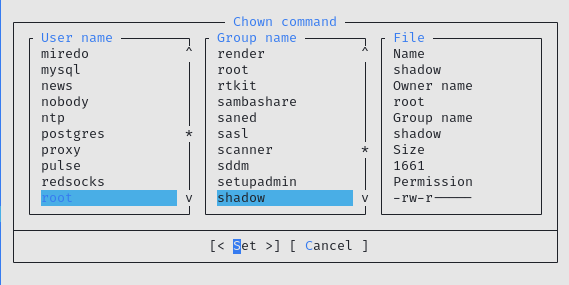 Chown command
User name
miredo
mysql
news
nobody
ntp
postgres
proxy
pulse
redsocks
root
Group name
render
root
rtkit
sambashare
saned
sasl
scanner
sddm
setupadmin
shadow
File
Name
shadow
Owner name
root
Group name
shadow
Size
1661
Permission
-rw-r-----
[< Set >] [ Cancel ]